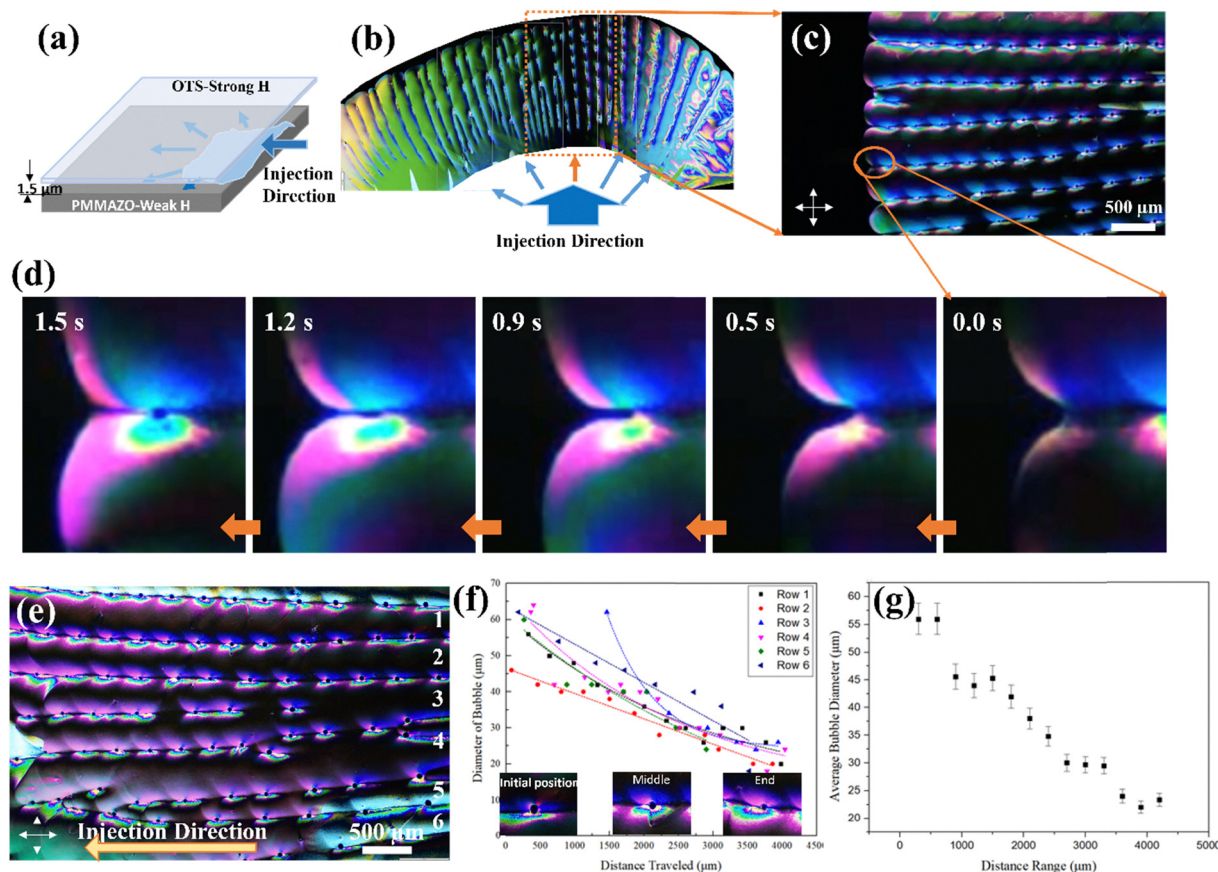 (a)
OTS-Strong H
Injection
Direction
1.5 μm
PMMAZO-Weak H
(b)
Injection Direction
(c)
500 μm
(d)
1.5 s
1.2 s
0.9 s
0.5 s
0.0 s
(e)
1
2
3
4
5
6
Injection Direction
500 μm
(f)
Diameter of Bubble (μm)
70
60
50
40
30
20
Row 1
Row 2
Row 3
Row 4
Row 5
Row 6
Initial position
Middle
End
0 500 1000 1500 2000 2500 3000 3500 4000 450
Distance Traveled (μm)
(g)
Average Bubble Diameter (μm)
60
55
50
45
40
35
30
25
20
0 1000 2000 3000 4000 5000
Distance Range (μm)